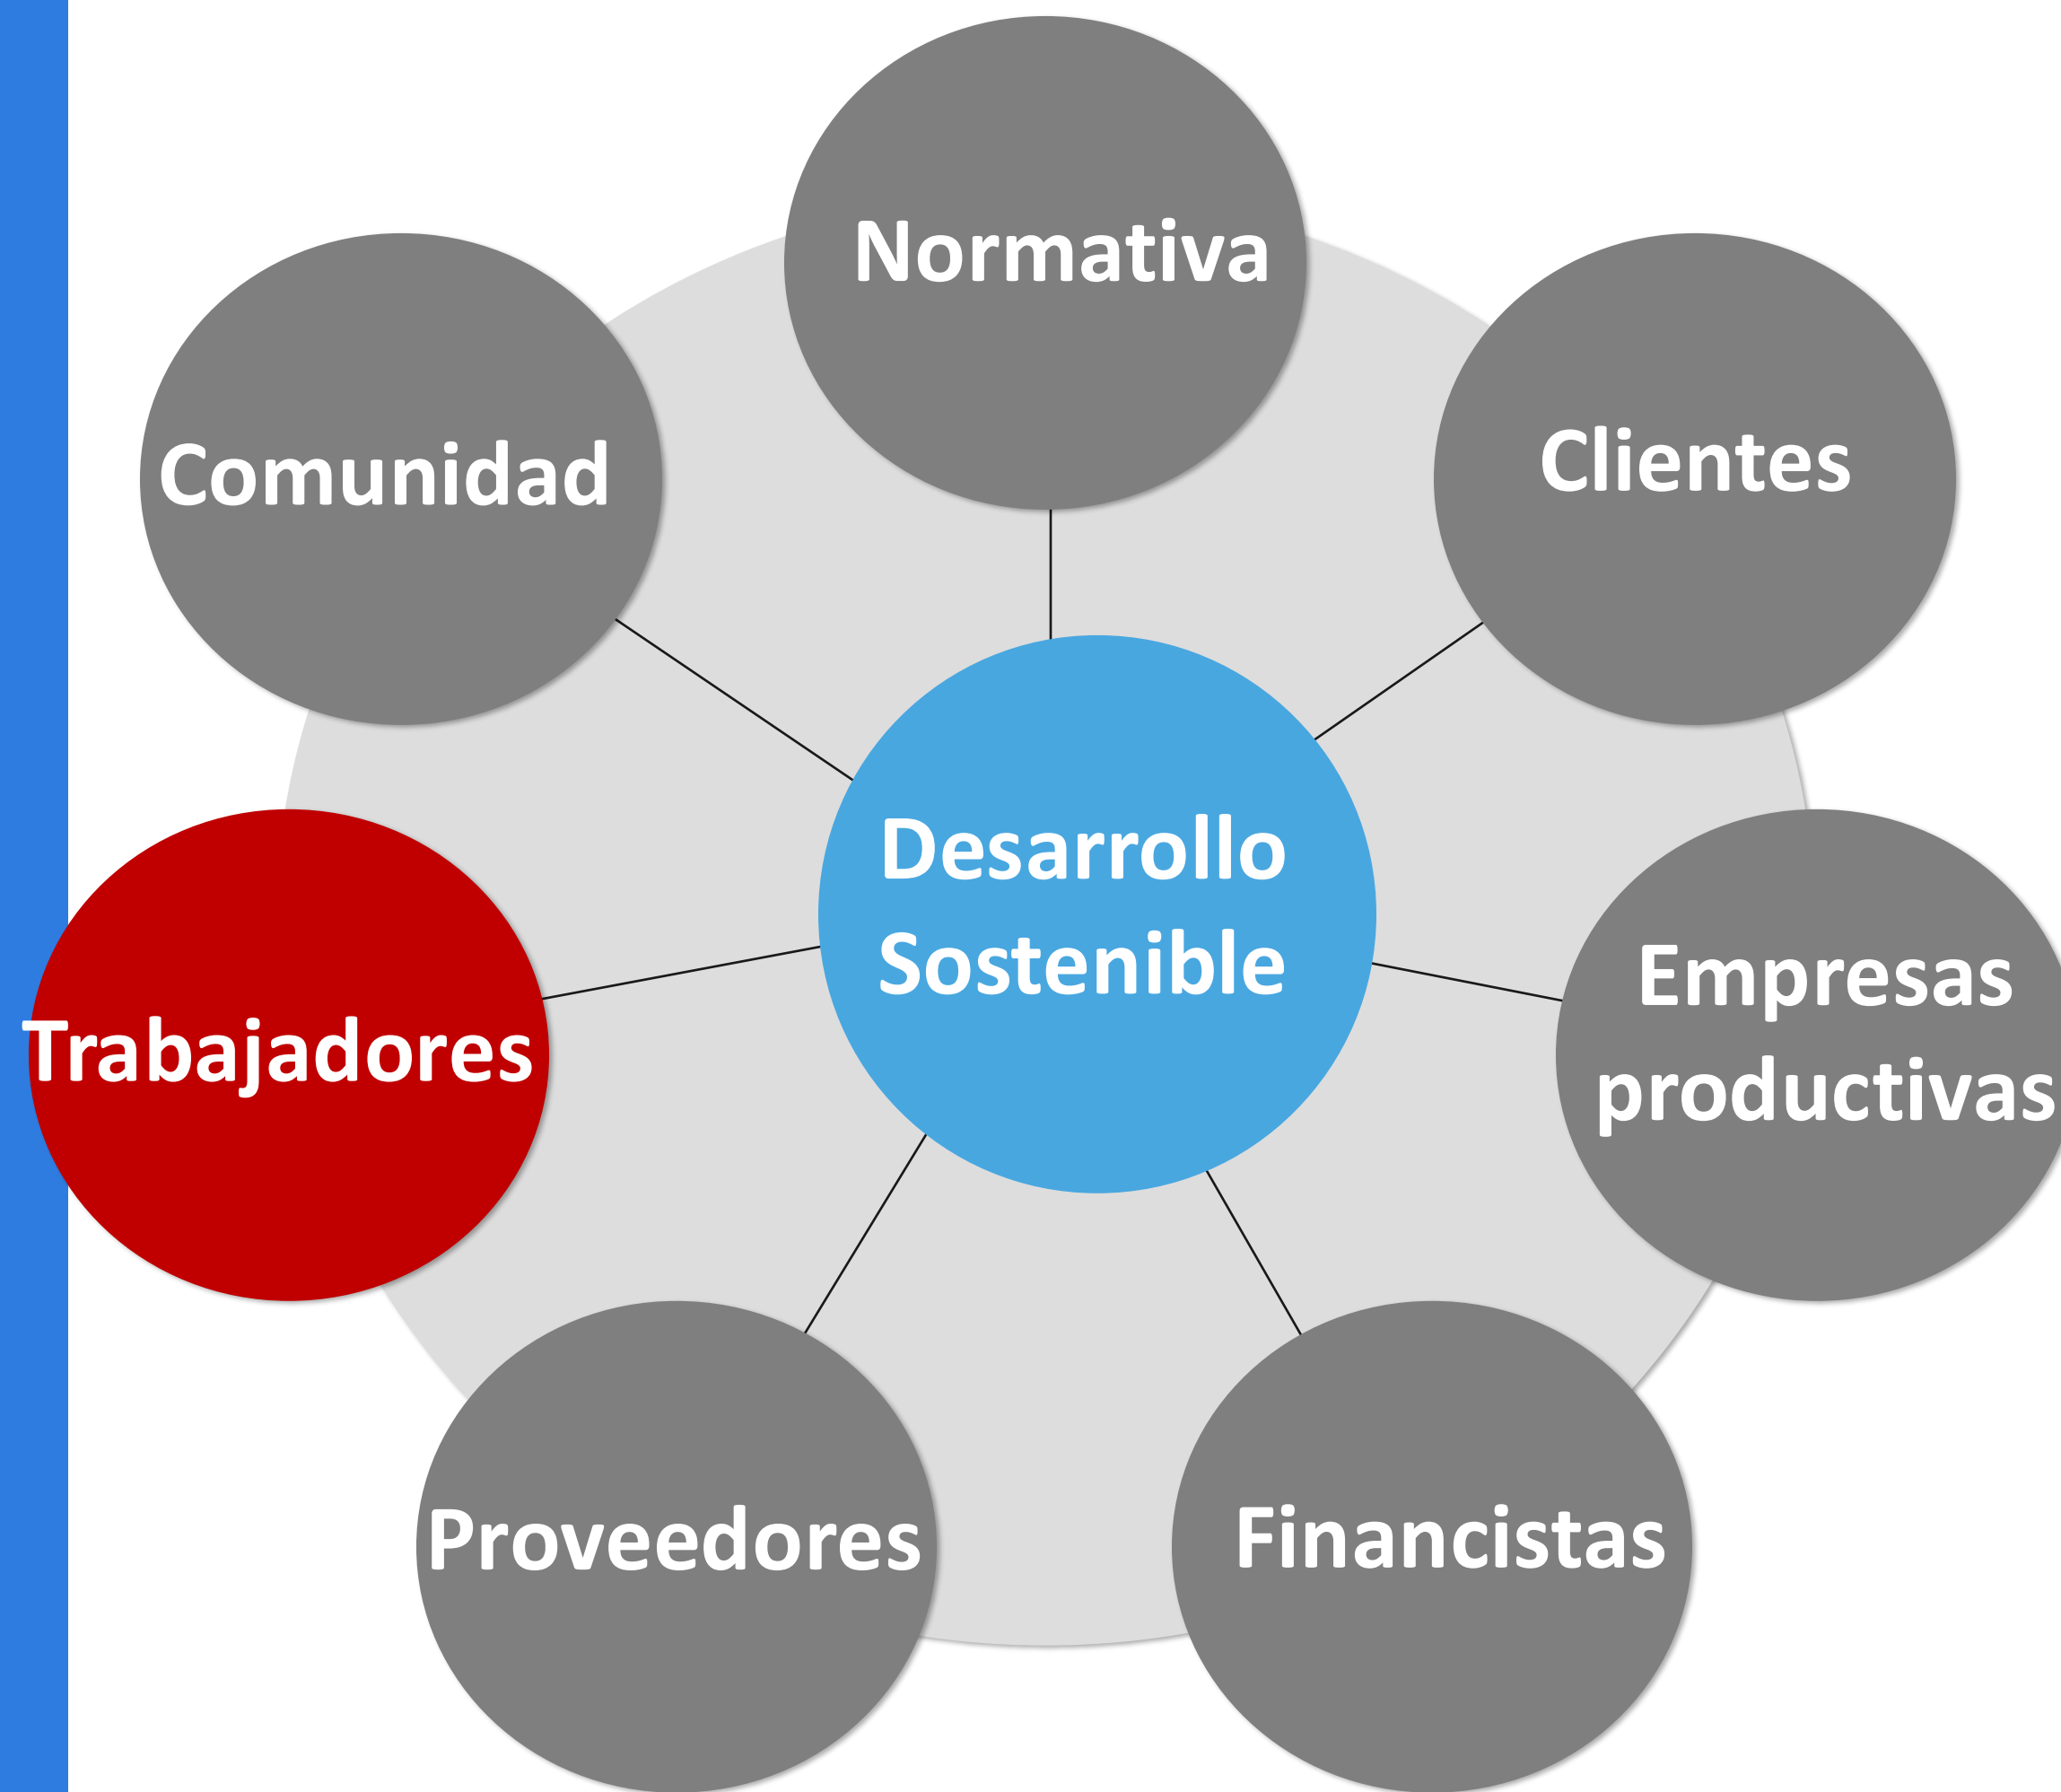 Normativa
Clientes
Comunidad
Desarrollo
Sostenible
Empresas
productivas
Trabajadores
Proveedores
Financistas